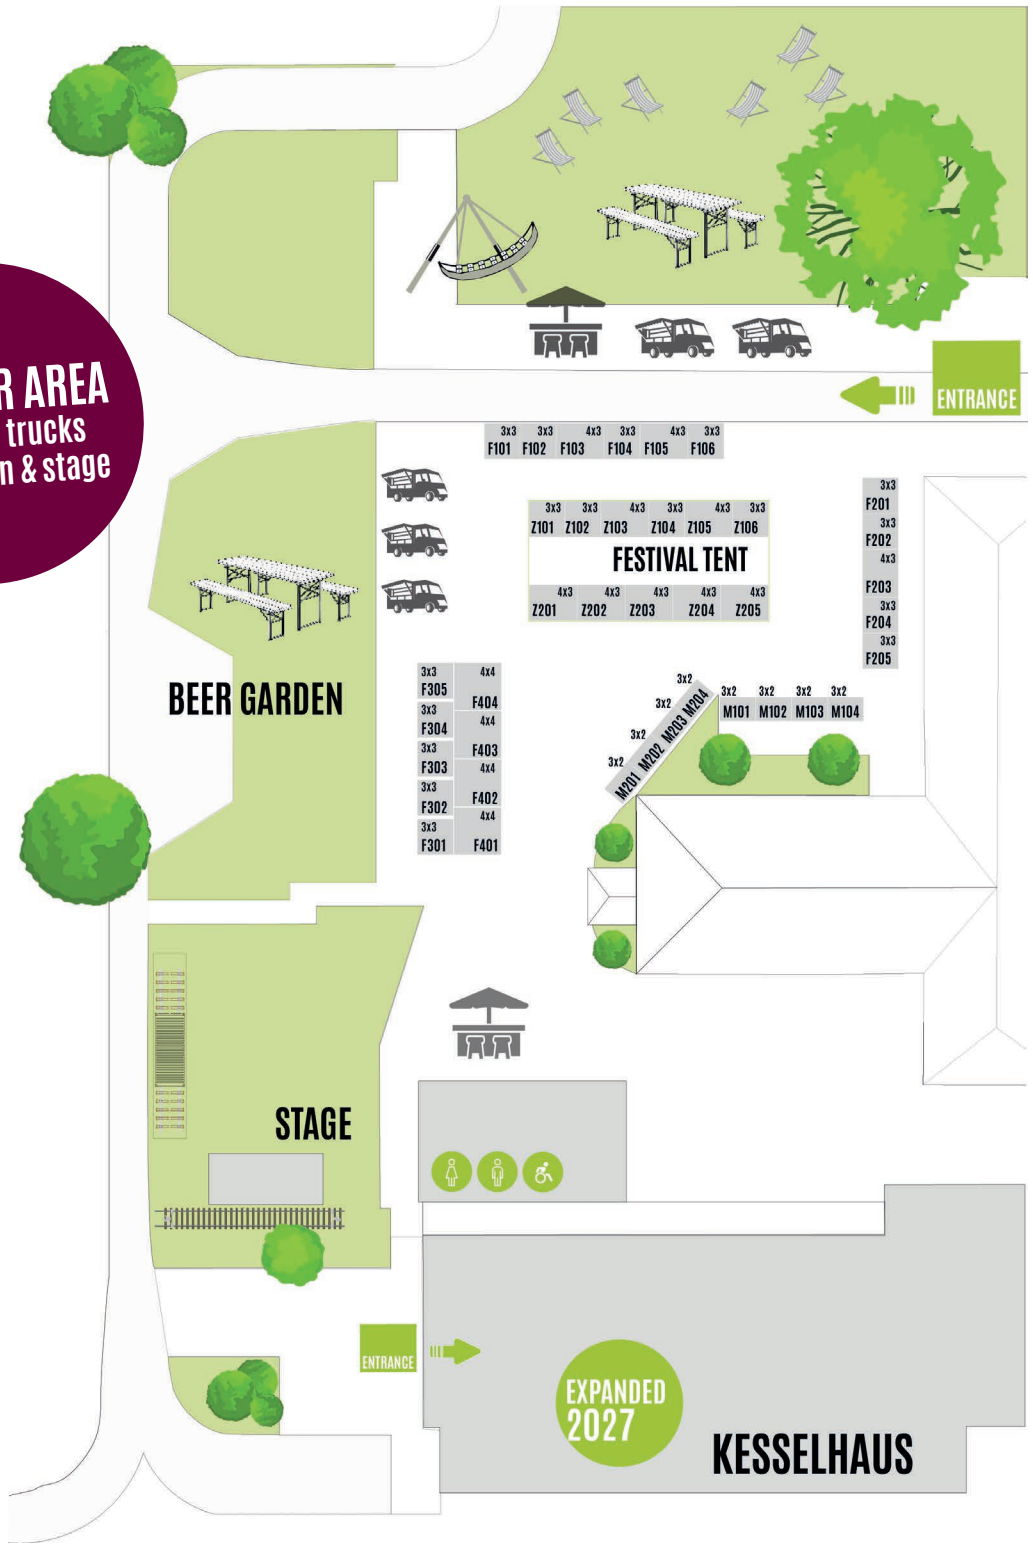 R AREA
trucks
n & stage
ENTRANCE
3x3 3x3 4x3 3x3 4x3 3x3
F101 F102 F103 F104 F105 F106
3x3 3x3 4x3 3x3 4x3 3x3
Z101 Z102 Z103 Z104 Z105 Z106
FESTIVAL TENT
4x3 4x3 4x3 4x3 4x3
Z201 Z202 Z203 Z204 Z205
3x3
F201
3x3
F202
4x3
F203
3x3
F204
3x3
F205
BEER GARDEN
3x3 4x4
F305 F404
3x3 4x4
F304 F403
3x3 4x4
F303 F402
3x3 4x4
F302 F401
3x3
F301
3x2 3x2 3x2 3x2
M201 M202 M203 M204
3x2 3x2 3x2 3x2
M101 M102 M103 M104
STAGE
ENTRANCE
EXPANDED
2027
KESSELHAUS